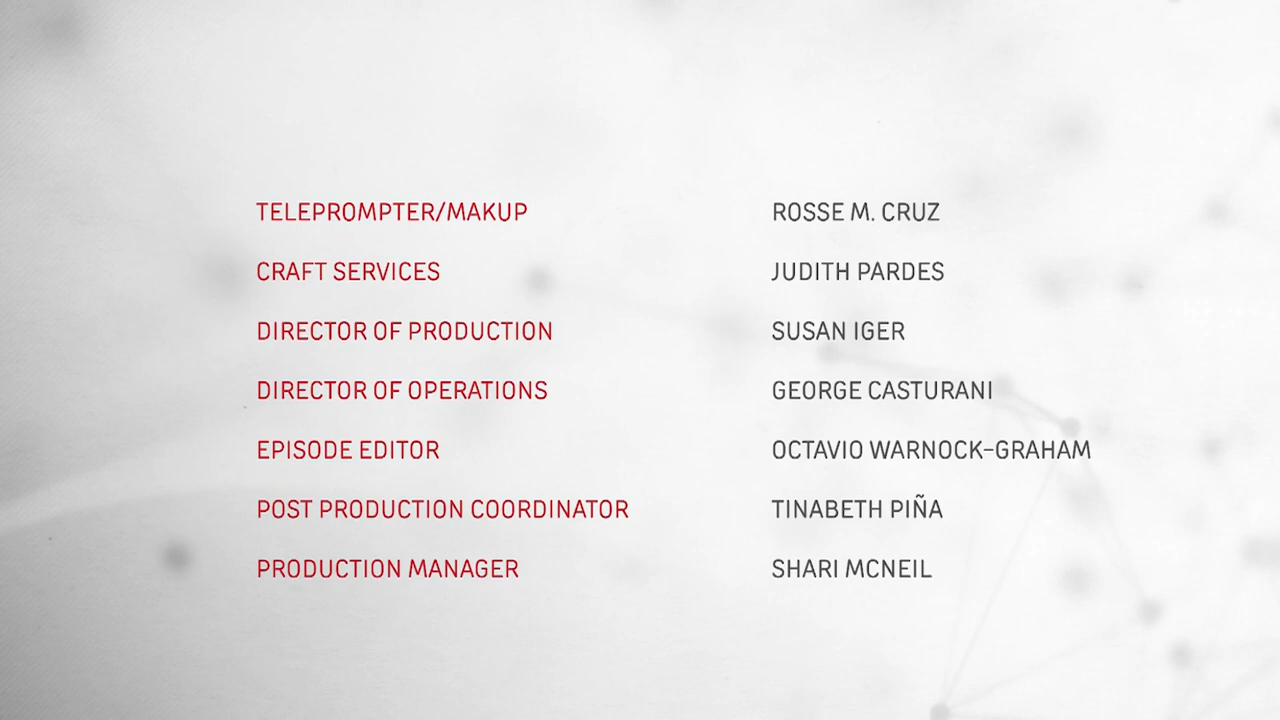 TELEPROMPTER/MAKUP ROSSE M. CRUZ
CRAFT SERVICES JUDITH PARDES
DIRECTOR OF PRODUCTION SUSAN IGER
DIRECTOR OF OPERATIONS GEORGE CASTURANI
EPISODE EDITOR OCTAVIO WARNOCK-GRAHAM
POST PRODUCTION COORDINATOR TINABETH PIÑA
PRODUCTION MANAGER SHARI MCNEIL